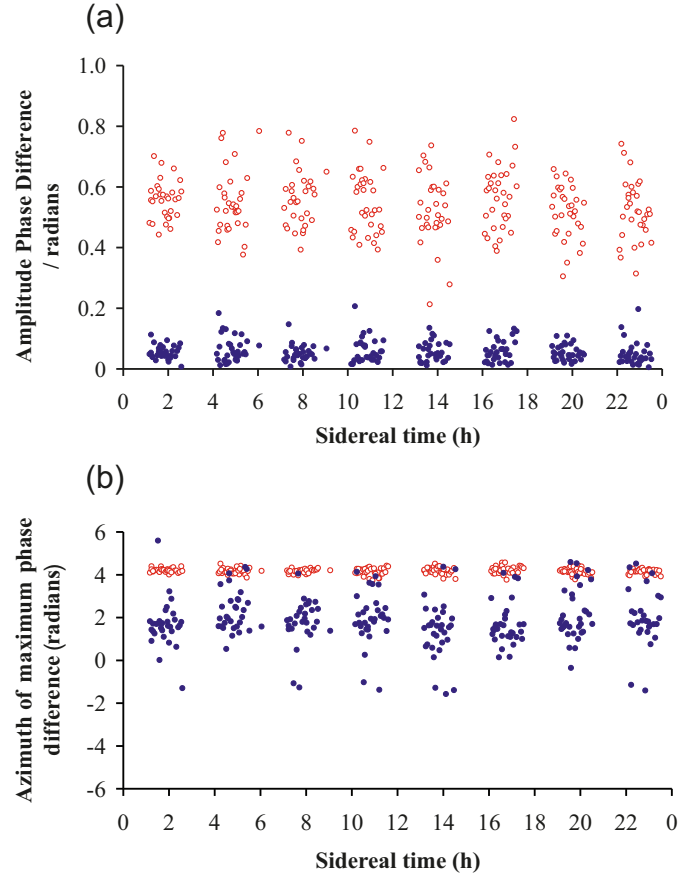 (a)
Amplitude Phase Difference
/ radians
1.0
0.8
0.6
0.4
0.2
0
0 2 4 6 8 10 12 14 16 18 20 22 0
Sidereal time (h)
(b)
Azimuth of maximum phase
difference (radians)
6
4
2
0
-2
-4
-6
0 2 4 6 8 10 12 14 16 18 20 22 0
Sidereal time (h)